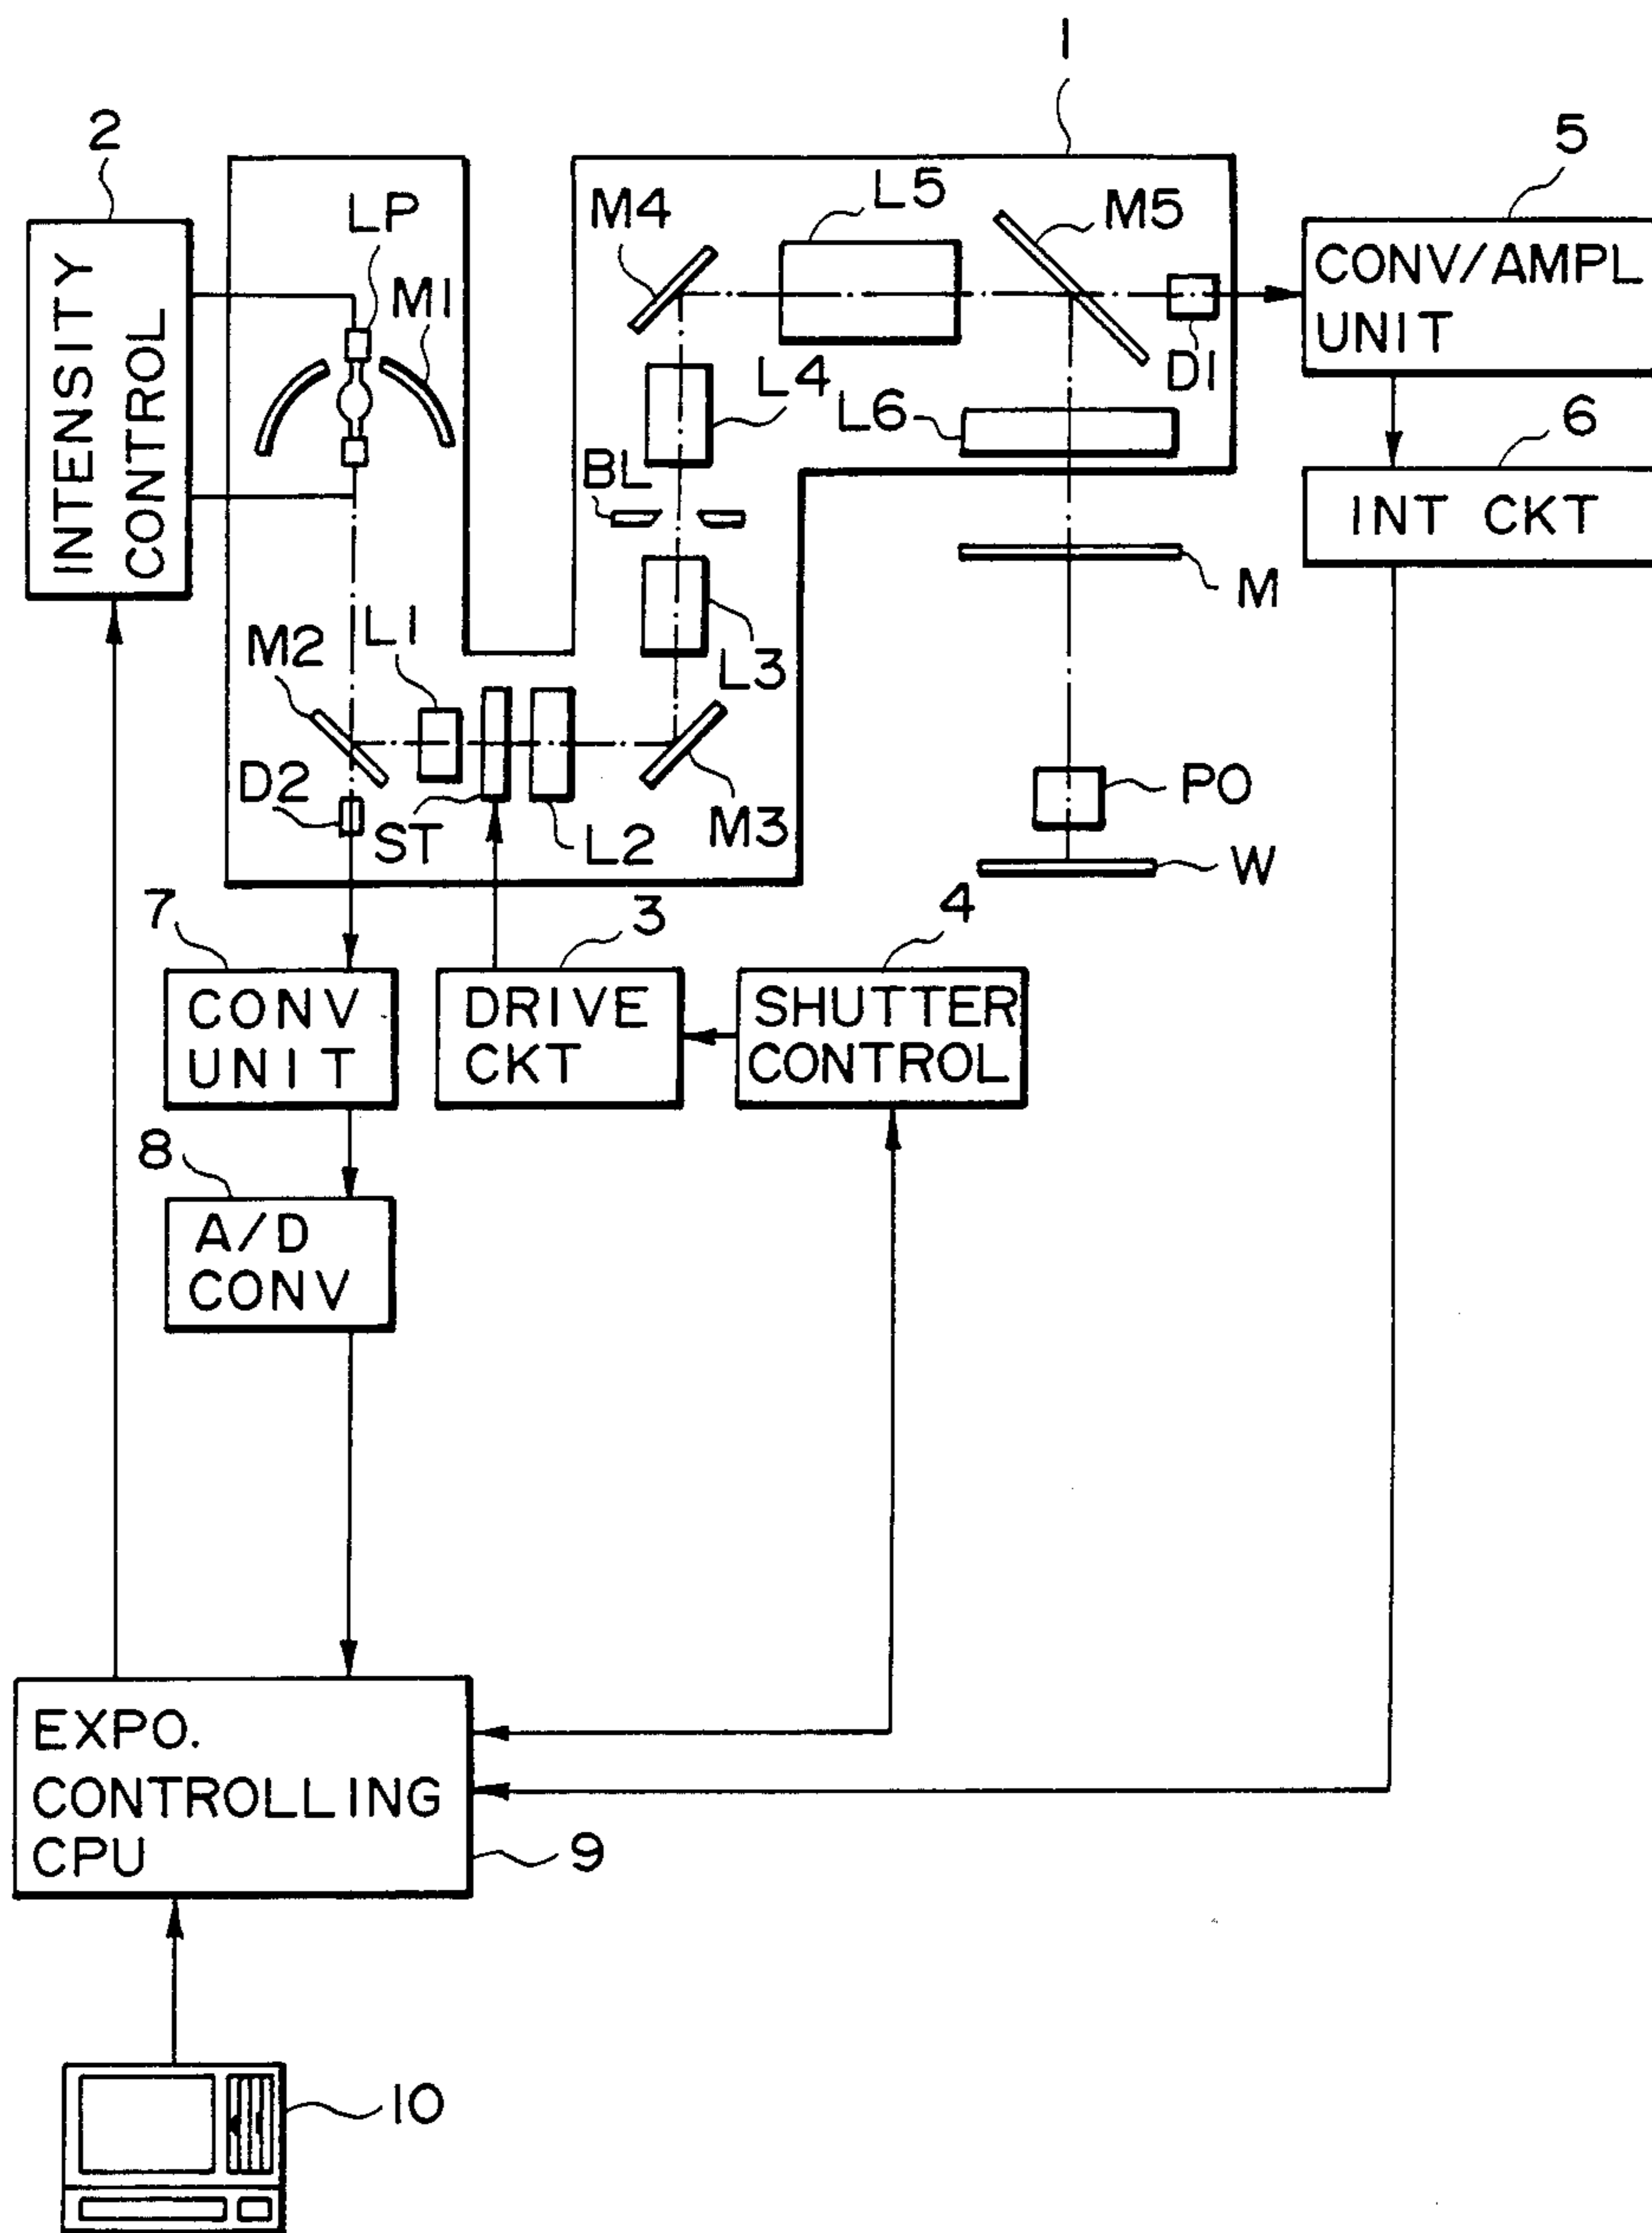 1
2
5
LP
M4
L5
M5
INTENSITY
CONTROL
M1
CONV/AMPL
UNIT
D1
L4
L6
6
BL
INT CKT
M
M2
L1
L3
D2
ST
L2
M3
PO
W
7
3
4
CONV
UNIT
DRIVE
CKT
SHUTTER
CONTROL
8
A/D
CONV
EXPO.
CONTROLLING
CPU
9
10